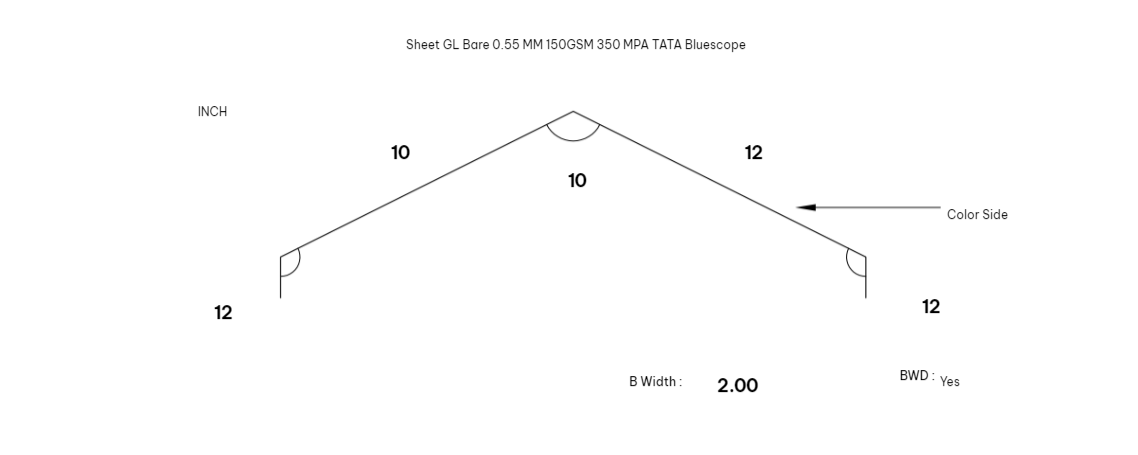 Sheet GL Bare 0.55 MM 150GSM 350 MPA TATA Bluescope
INCH
10
12
10
Color Side
12
12
B Width : 2.00
BWD : Yes